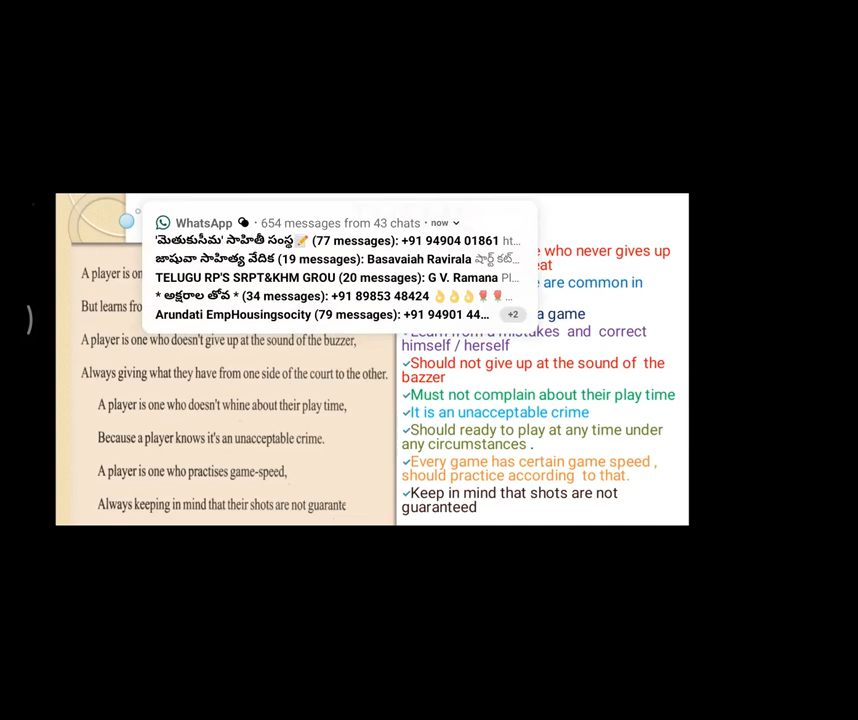 WhatsApp · 654 messages from 43 chats · now
'మెతుకుసీమ' సాహితీ సంస్థ📝 (77 messages): +91 94904 01861 ht...
జాషువా సాహిత్య వేదిక (19 messages): Basavaiah Ravirala షార్ట్ కట్...
TELUGU RP'S SRPT&KHM GROU (20 messages): G V. Ramana Pl...
* అక్షరాల తోవ * (34 messages): +91 89853 48424 👌👌👌🌹🌹...
Arundati EmpHousingsocity (79 messages): +91 94901 44... +2
A player is on
But learns fro
A player is one who doesn't give up at the sound of the buzzer,
Always giving what they have from one side of the court to the other.
A player is one who doesn't whine about their play time,
Because a player knows it's an unacceptable crime.
A player is one who practises game-speed,
Always keeping in mind that their shots are not guarante
e who never gives up
eat
e are common in
a game
Learn from a mistakes and correct
himself / herself
✓Should not give up at the sound of the
bazzer
✓Must not complain about their play time
✓It is an unacceptable crime
✓Should ready to play at any time under
any circumstances .
✓Every game has certain game speed ,
should practice according to that.
✓Keep in mind that shots are not
guaranteed